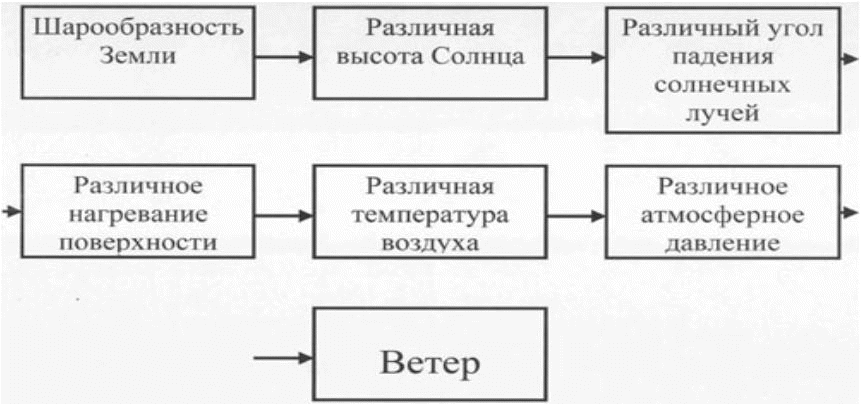 Шарообразность
Земли
Различная
высота Солнца
Различный угол
падения
солнечных
лучей
Различное
нагревание
поверхности
Различная
температура
воздуха
Различное
атмосферное
давление
Ветер